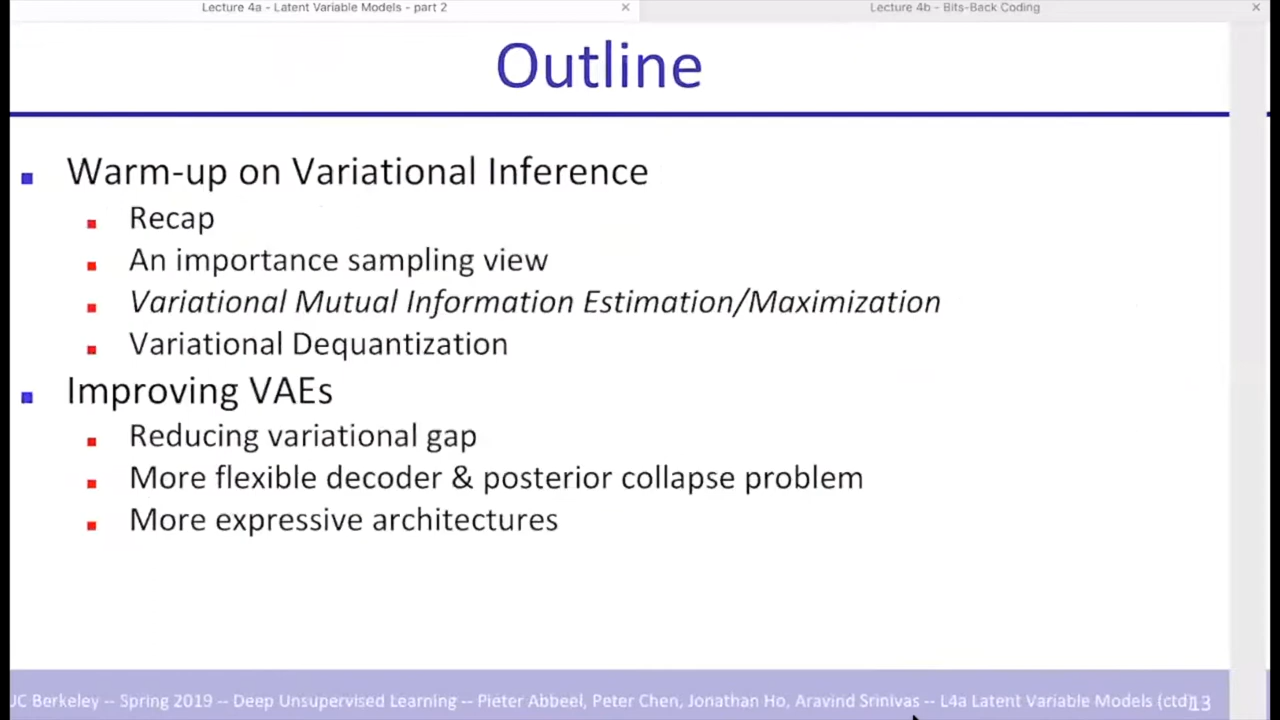 Lecture 4a - Latent Variable Models - part 2
Lecture 4b - Bits-Back Coding
Outline
Warm-up on Variational Inference
Recap
An importance sampling view
Variational Mutual Information Estimation/Maximization
Variational Dequantization
Improving VAEs
Reducing variational gap
More flexible decoder & posterior collapse problem
More expressive architectures
JC Berkeley -- Spring 2019 -- Deep Unsupervised Learning -- Pieter Abbeel, Peter Chen, Jonathan Ho, Aravind Srinivas -- L4a Latent Variable Models (ctd) 13